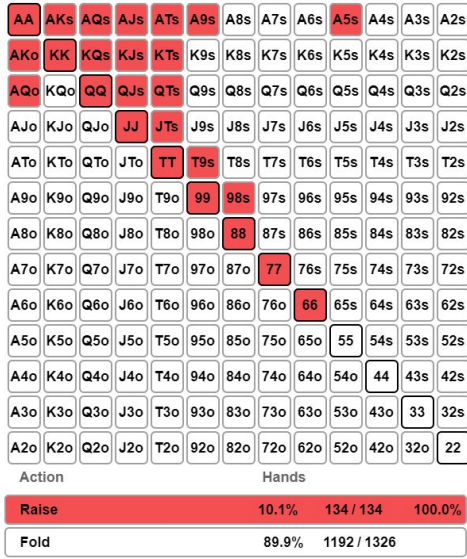 AA AKs AQs AJs ATs A9s A8s A7s A6s A5s A4s A3s A2s
AKo KK KQs KJs KTs K9s K8s K7s K6s K5s K4s K3s K2s
AQo KQo QQ QJs QTs Q9s Q8s Q7s Q6s Q5s Q4s Q3s Q2s
AJo KJo QJo JJ JTs J9s J8s J7s J6s J5s J4s J3s J2s
ATo KTo QTo JTo TT T9s T8s T7s T6s T5s T4s T3s T2s
A9o K9o Q9o J9o T9o 99 98s 97s 96s 95s 94s 93s 92s
A8o K8o Q8o J8o T8o 98o 88 87s 86s 85s 84s 83s 82s
A7o K7o Q7o J7o T7o 97o 87o 77 76s 75s 74s 73s 72s
A6o K6o Q6o J6o T6o 96o 86o 76o 66 65s 64s 63s 62s
A5o K5o Q5o J5o T5o 95o 85o 75o 65o 55 54s 53s 52s
A4o K4o Q4o J4o T4o 94o 84o 74o 64o 54o 44 43s 42s
A3o K3o Q3o J3o T3o 93o 83o 73o 63o 53o 43o 33 32s
A2o K2o Q2o J2o T2o 92o 82o 72o 62o 52o 42o 32o 22
Action Hands
Raise 10.1% 134 / 134 100.0%
Fold 89.9% 1192 / 1326